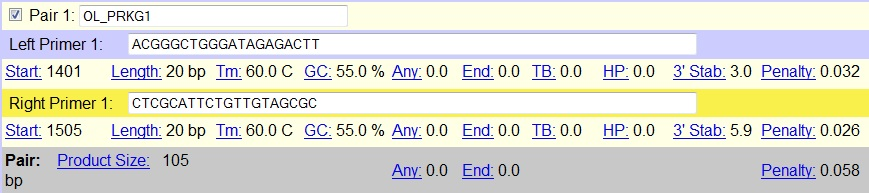 Pair 1: OL_PRKG1
Left Primer 1: ACGGGCTGGGATAGAGACTT
Start: 1401 Length: 20 bp Tm: 60.0 C GC: 55.0 % Any: 0.0 End: 0.0 TB: 0.0 HP: 0.0 3' Stab: 3.0 Penalty: 0.032
Right Primer 1: CTCGCATTCTGTTGTAGCGC
Start: 1505 Length: 20 bp Tm: 60.0 C GC: 55.0 % Any: 0.0 End: 0.0 TB: 0.0 HP: 0.0 3' Stab: 5.9 Penalty: 0.026
Pair: Product Size: 105
bp Any: 0.0 End: 0.0 Penalty: 0.058